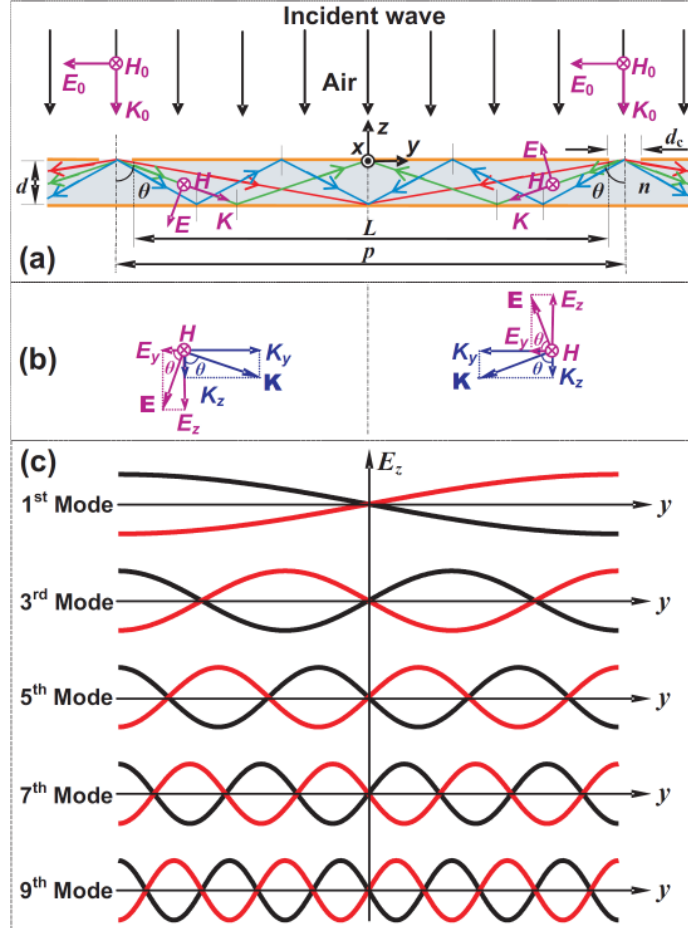 Incident wave
E0 H0 K0 Air E0 H0 K0
z
x y E dc
d θ H H θ n
E K K
L
p
(a)
(b)
E Ez
Ey H Ky Ky Ey θ H
θ θ K K θ Kz
E Kz
Ez
(c) Ez
1st Mode y
3rd Mode y
5th Mode y
7th Mode y
9th Mode y